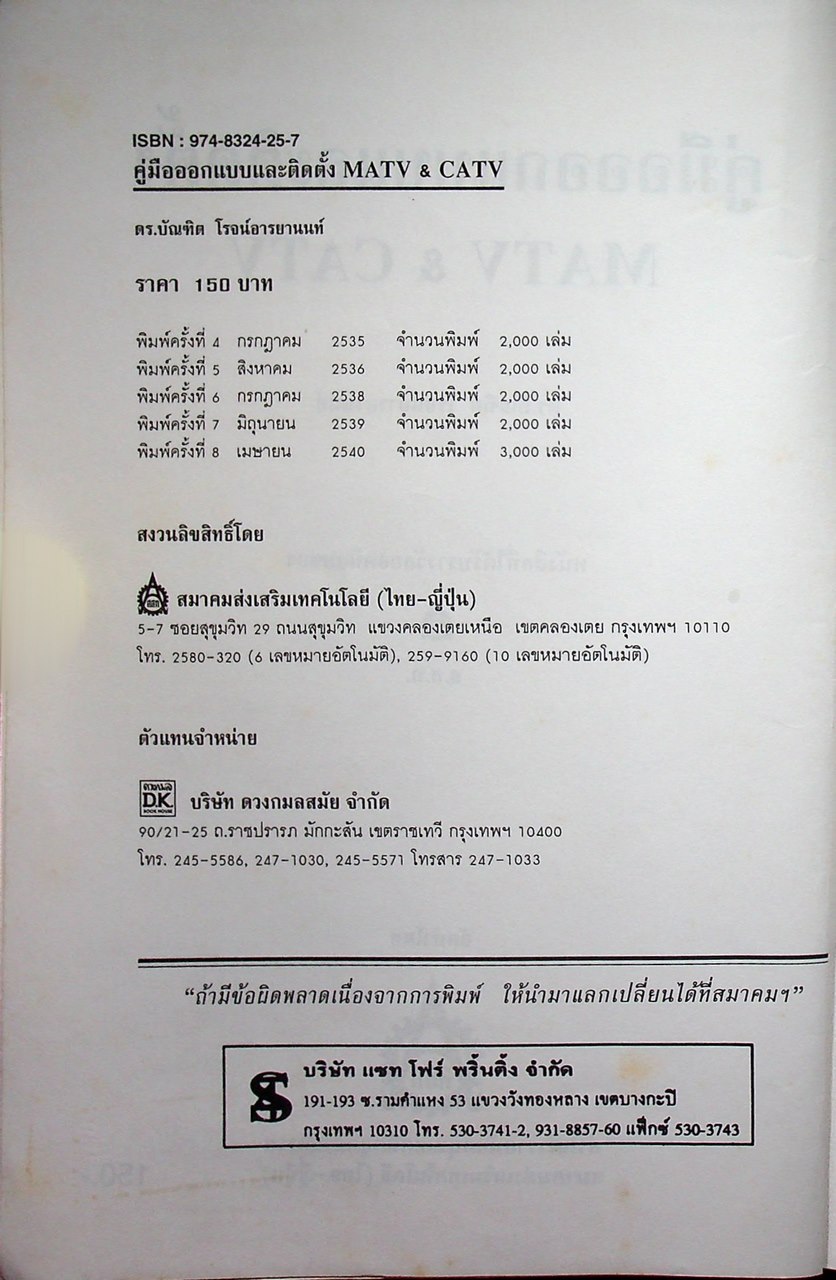 ISBN : 974-8324-25-7
คู่มือออกแบบและติดตั้ง MATV & CATV
ดร.บัณฑิต โรจน์อารยานนท์
ราคา 150 บาท
พิมพ์ครั้งที่ 4 กรกฎาคม 2535 จำนวนพิมพ์ 2,000 เล่ม
พิมพ์ครั้งที่ 5 สิงหาคม 2536 จำนวนพิมพ์ 2,000 เล่ม
พิมพ์ครั้งที่ 6 กรกฎาคม 2538 จำนวนพิมพ์ 2,000 เล่ม
พิมพ์ครั้งที่ 7 มิถุนายน 2539 จำนวนพิมพ์ 2,000 เล่ม
พิมพ์ครั้งที่ 8 เมษายน 2540 จำนวนพิมพ์ 3,000 เล่ม
สงวนลิขสิทธิ์โดย
สมาคมส่งเสริมเทคโนโลยี (ไทย-ญี่ปุ่น)
5-7 ซอยสุขุมวิท 29 ถนนสุขุมวิท แขวงคลองเตยเหนือ เขตคลองเตย กรุงเทพฯ 10110
โทร. 2580-320 (6 เลขหมายอัตโนมัติ), 259-9160 (10 เลขหมายอัตโนมัติ)
ตัวแทนจำหน่าย
ดวงกมล
D.K.
BOOK HOUSE
บริษัท ดวงกมลสมัย จำกัด
90/21-25 ถ.ราชปรารภ มักกะสัน เขตราชเทวี กรุงเทพฯ 10400
โทร. 245-5586, 247-1030, 245-5571 โทรสาร 247-1033
“ถ้ามีข้อผิดพลาดเนื่องจากการพิมพ์ ให้นำมาแลกเปลี่ยนได้ที่สมาคมฯ”
บริษัท แซท โฟร์ พริ้นติ้ง จำกัด
191-193 ซ.รามคำแหง 53 แขวงวังทองหลาง เขตบางกะปิ
กรุงเทพฯ 10310 โทร. 530-3741-2, 931-8857-60 แฟ็กซ์ 530-3743